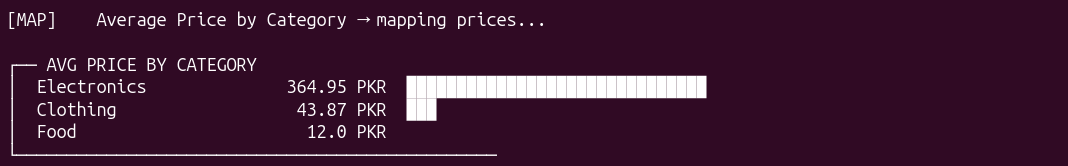 [MAP]    Average Price by Category → mapping prices...
AVG PRICE BY CATEGORY
Electronics              364.95 PKR
Clothing                  43.87 PKR
Food                       12.0 PKR